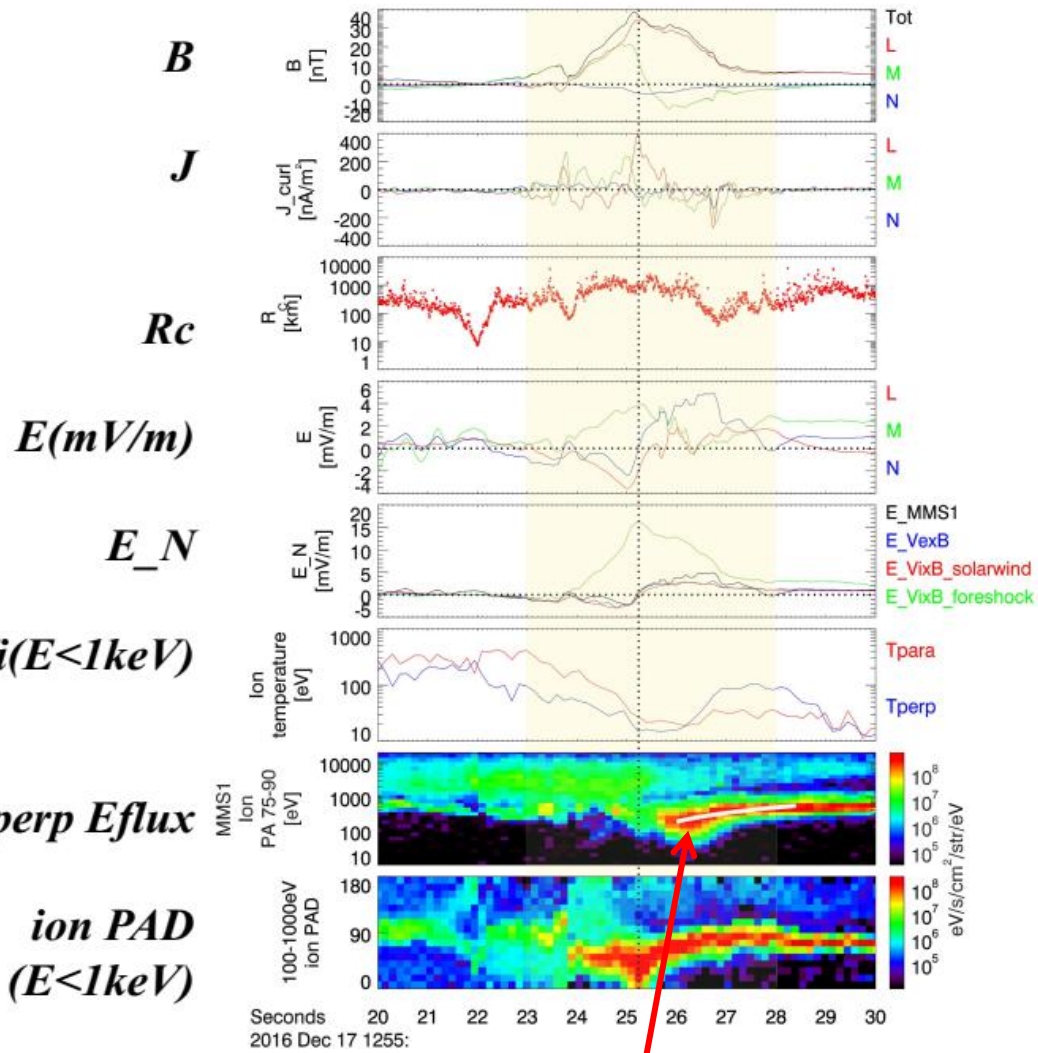 B
B
[nT]
40
30
20
10
0
-10
-20
Tot
L
M
N
J
J_curl
[nA/m²]
400
200
0
-200
-400
L
M
N
Rc
R_c
[km]
10000
1000
100
10
1
E(mV/m)
E
[mV/m]
6
4
2
0
-2
-4
L
M
N
E_N
E_N
[mV/m]
20
15
10
5
0
-5
E_MMS1
E_VexB
E_VixB_solarwind
E_VixB_foreshock
i(E<1keV)
Ion
temperature
[eV]
1000
100
10
Tpara
Tperp
perp Eflux
MMS1
Ion
PA 75-90
[eV]
10000
1000
100
10
10⁸
10⁷
10⁶
10⁵
ion PAD
(E<1keV)
100-1000eV
ion PAD
180
90
0
10⁸
10⁷
10⁶
10⁵
eV/s/cm²/str/eV
Seconds 20 21 22 23 24 25 26 27 28 29 30
2016 Dec 17 1255: